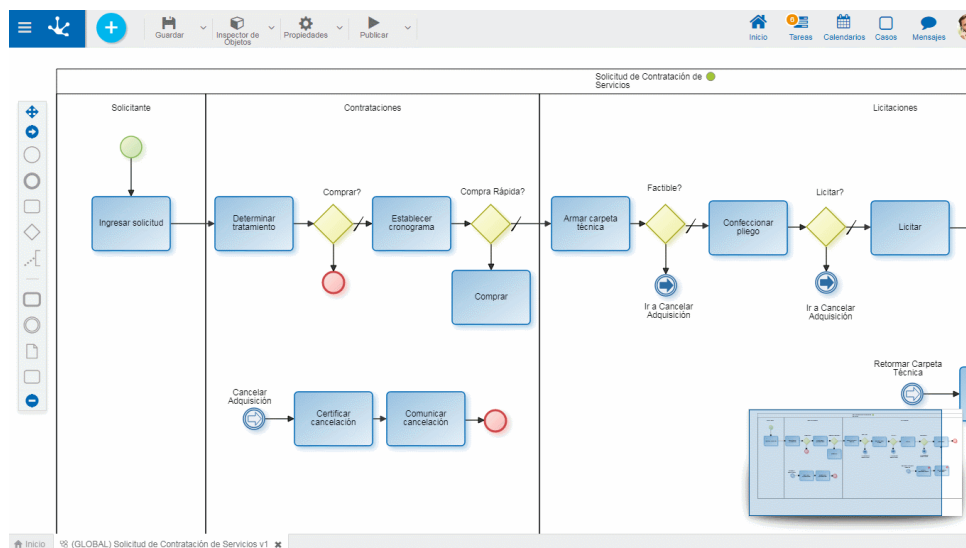 Guardar
Inspector de
Objetos
Propiedades
Publicar
Inicio
6
Tareas
Calendarios
Casos
Mensajes
Solicitud de Contratación de
Servicios
Solicitante
Contrataciones
Licitaciones
Comprar?
Compra Rápida?
Factible?
Licitar?
Ingresar solicitud
Determinar
tratamiento
Establecer
cronograma
Armar carpeta
técnica
Confeccionar
pliego
Licitar
Comprar
Ir a Cancelar
Adquisición
Ir a Cancelar
Adquisición
Retormar Carpeta
Técnica
Cancelar
Adquisición
Certificar
cancelación
Comunicar
cancelación
Inicio
(GLOBAL) Solicitud de Contratación de Servicios v1